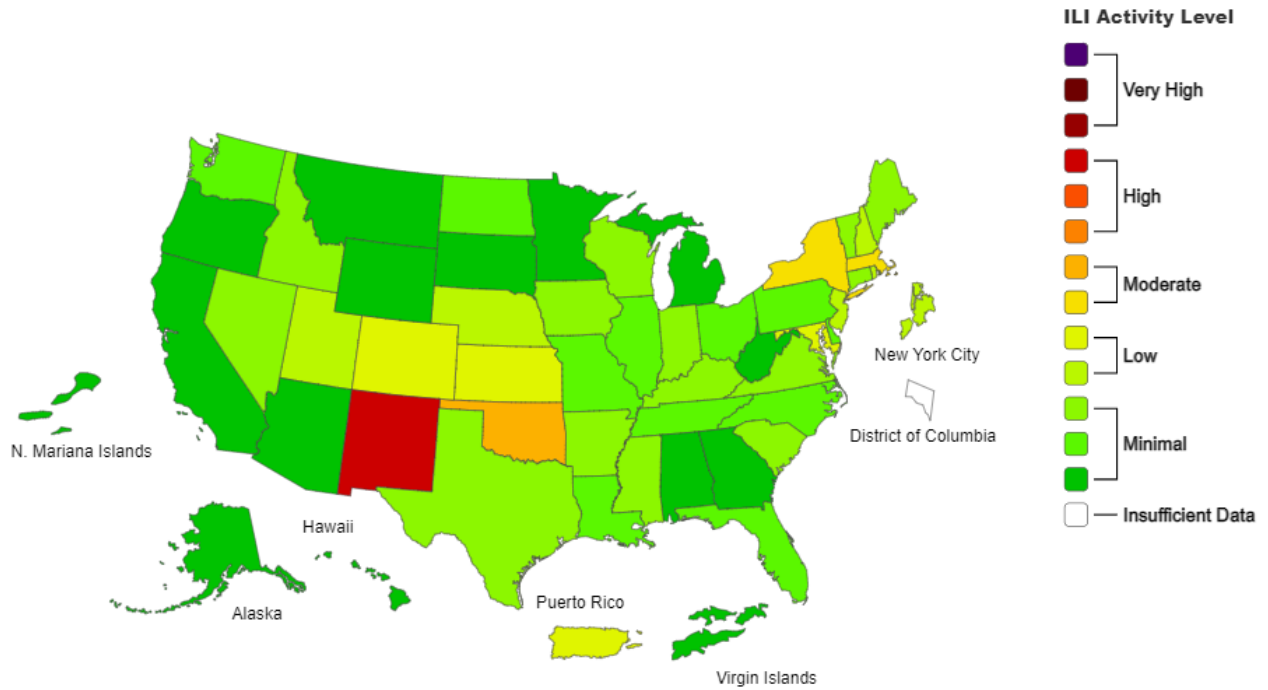 ILI Activity Level
Very High
High
Moderate
Low
Minimal
Insufficient Data
New York City
District of Columbia
N. Mariana Islands
Hawaii
Alaska
Puerto Rico
Virgin Islands